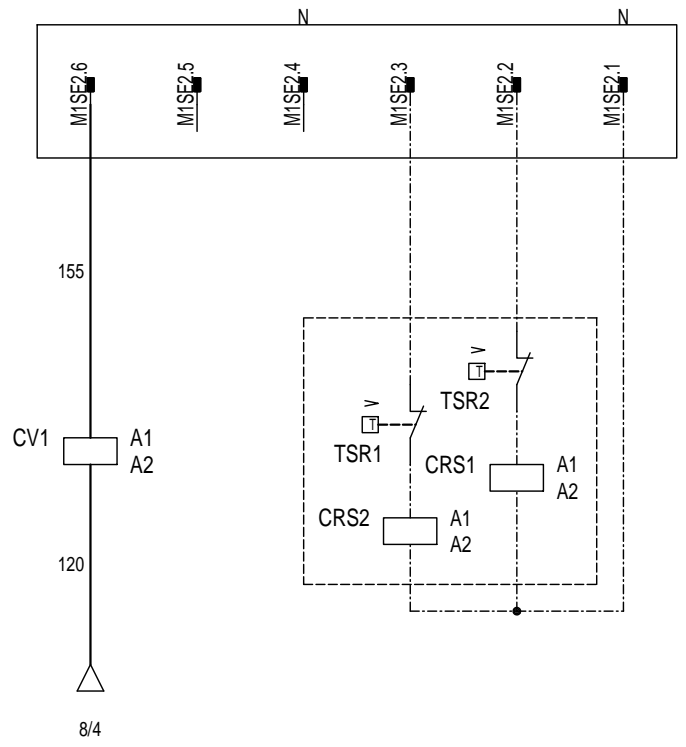 N N
M1SE2.6 M1SE2.5 M1SE2.4 M1SE2.3 M1SE2.2 M1SE2.1
155
V
T
TSR2
V
T
TSR1
CV1 A1
A2
CRS1 A1
A2
CRS2 A1
A2
120
8/4